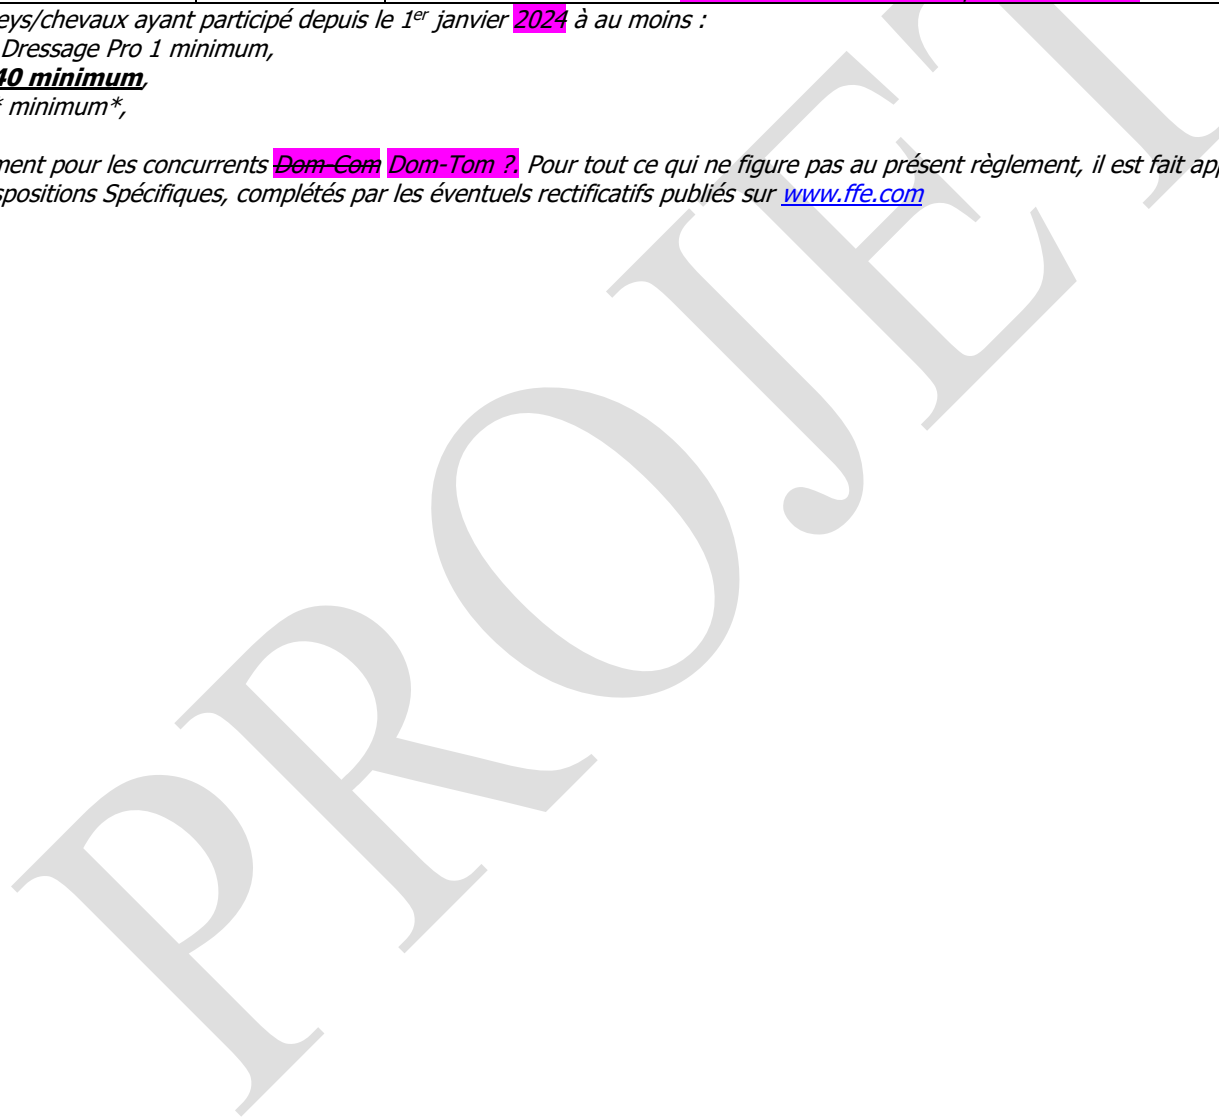 eys/chevaux ayant participé depuis le 1er janvier 2024 à au moins :
Dressage Pro 1 minimum,
40 minimum,
* minimum*,
ment pour les concurrents Dom-Com Dom-Tom ?. Pour tout ce qui ne figure pas au présent règlement, il est fait app
spositions Spécifiques, complétés par les éventuels rectificatifs publiés sur www.ffe.com
PROJET